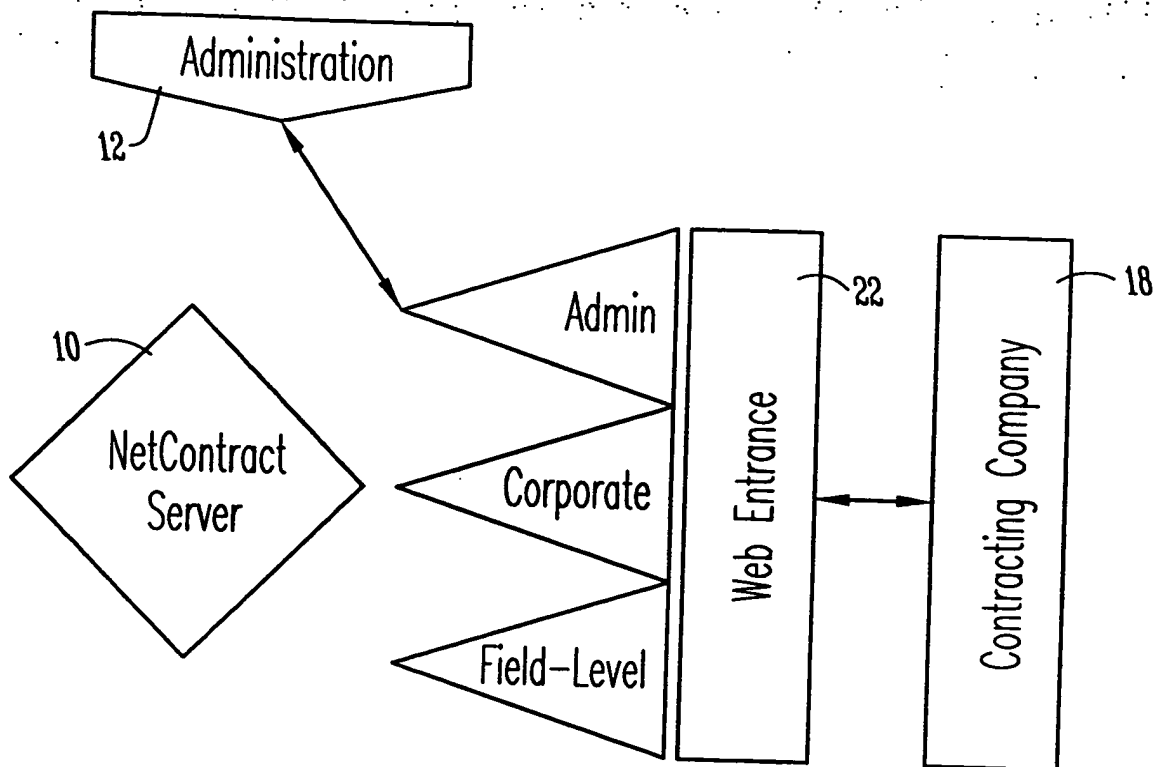 Administration
12
10
NetContract
Server
Admin
Corporate
Field-Level
Web Entrance
22
Contracting Company
18